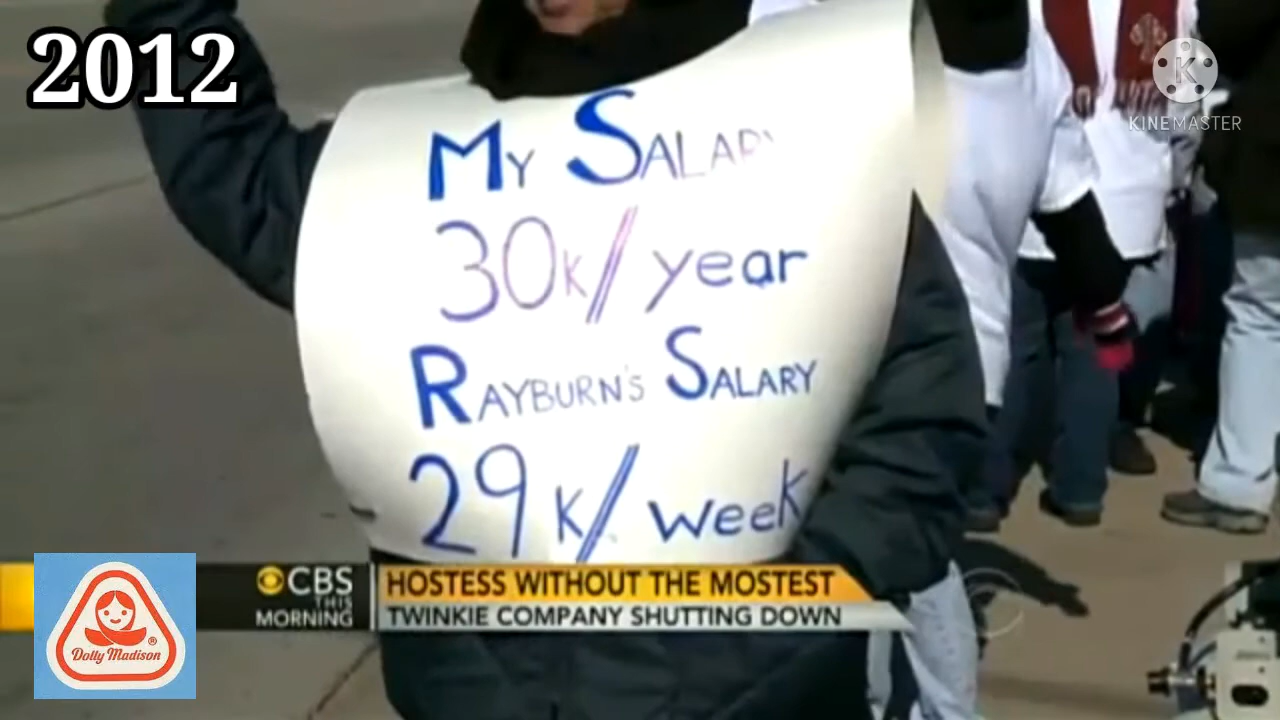 2012
KINEMASTER
MY SALARY
30K/year
RAYBURN'S SALARY
29K/week
CBS
THIS
MORNING
HOSTESS WITHOUT THE MOSTEST
TWINKIE COMPANY SHUTTING DOWN
Dolly Madison
®